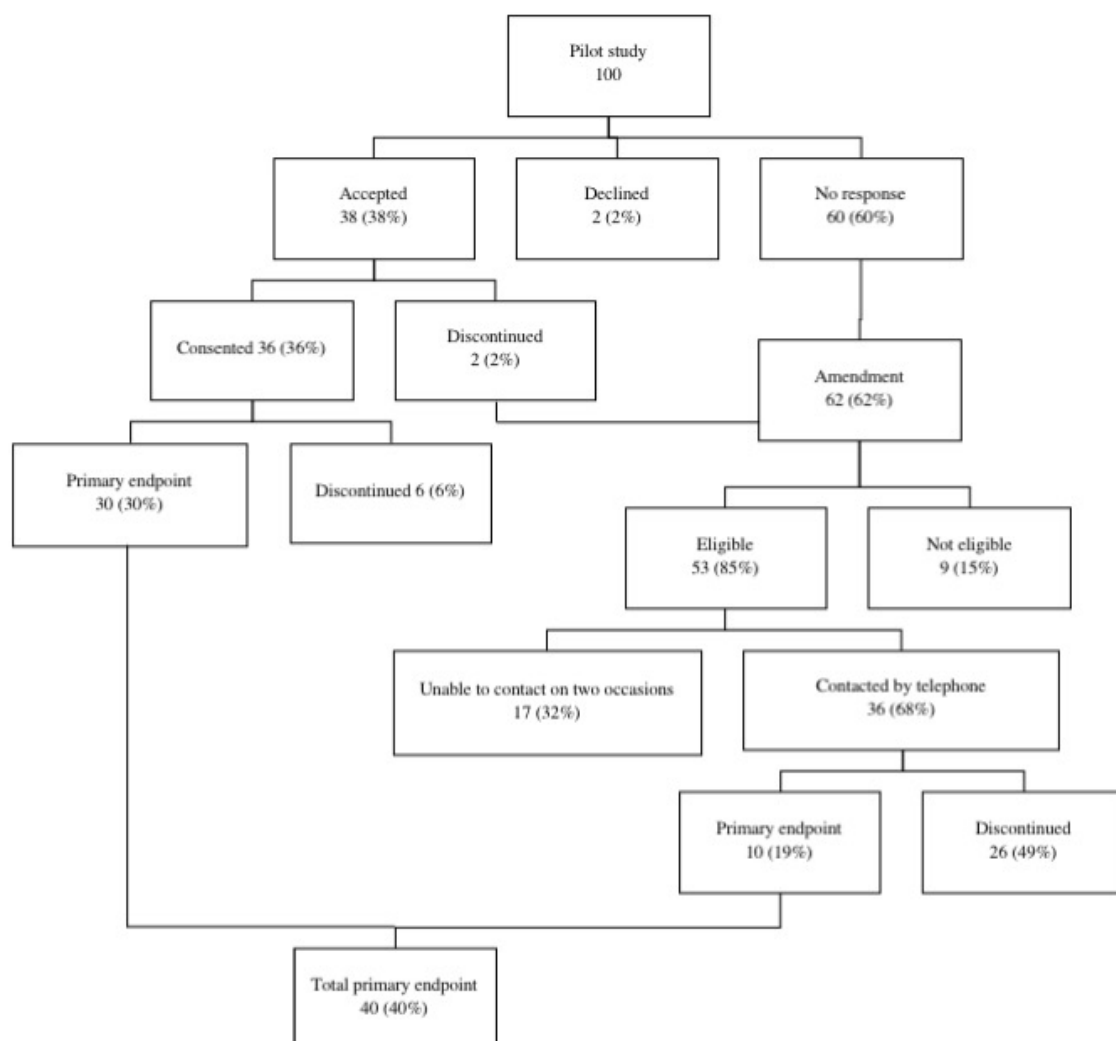 Pilot study
100
Accepted
38 (38%)
Declined
2 (2%)
No response
60 (60%)
Consented 36 (36%)
Discontinued
2 (2%)
Amendment
62 (62%)
Primary endpoint
30 (30%)
Discontinued 6 (6%)
Eligible
53 (85%)
Not eligible
9 (15%)
Unable to contact on two occasions
17 (32%)
Contacted by telephone
36 (68%)
Primary endpoint
10 (19%)
Discontinued
26 (49%)
Total primary endpoint
40 (40%)